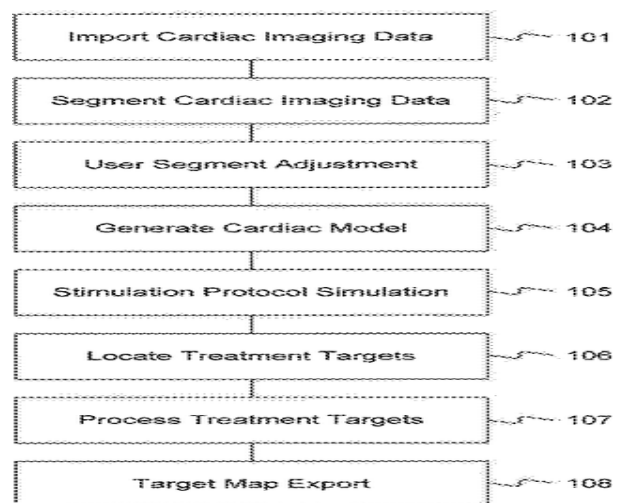 Import Cardiac Imaging Data 101
Segment Cardiac Imaging Data 102
User Segment Adjustment 103
Generate Cardiac Model 104
Stimulation Protocol Simulation 105
Locate Treatment Targets 106
Process Treatment Targets 107
Target Map Export 108